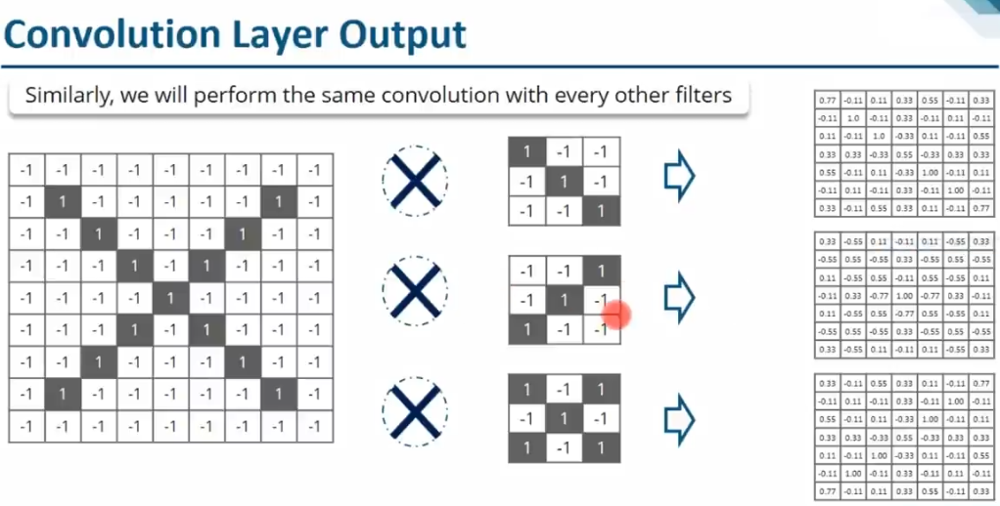 Convolution Layer Output
Similarly, we will perform the same convolution with every other filters
-1 -1 -1 -1 -1 -1 -1 -1 -1
-1 1 -1 -1 -1 -1 -1 1 -1
-1 -1 1 -1 -1 -1 1 -1 -1
-1 -1 -1 1 -1 1 -1 -1 -1
-1 -1 -1 -1 1 -1 -1 -1 -1
-1 -1 -1 1 -1 1 -1 -1 -1
-1 -1 1 -1 -1 -1 1 -1 -1
-1 1 -1 -1 -1 -1 -1 1 -1
-1 -1 -1 -1 -1 -1 -1 -1 -1
1 -1 -1
-1 1 -1
-1 -1 1
-1 -1 1
-1 1 -1
1 -1 -1
1 -1 1
-1 1 -1
1 -1 1
0.77 -0.11 0.11 0.33 0.55 -0.11 0.33
-0.11 1.0 -0.11 0.33 -0.11 0.11 -0.11
0.11 -0.11 1.0 -0.33 0.11 -0.11 0.55
0.33 0.33 -0.33 0.55 -0.33 0.33 0.33
0.55 -0.11 0.11 -0.33 1.00 -0.11 0.11
-0.11 0.11 -0.11 0.33 -0.11 1.00 -0.11
0.33 -0.11 0.55 0.33 0.11 -0.11 0.77
0.33 -0.55 0.11 -0.11 0.11 -0.55 0.33
-0.55 0.55 -0.55 0.33 -0.55 0.55 -0.55
0.11 -0.55 0.55 -0.11 0.55 -0.55 0.11
-0.11 0.33 -0.77 1.00 -0.77 0.33 -0.11
0.11 -0.55 0.55 -0.77 0.55 -0.55 0.11
-0.55 0.55 -0.55 0.33 -0.55 0.55 -0.55
0.33 -0.55 0.11 -0.11 0.11 -0.55 0.33
0.33 -0.11 0.55 0.33 0.11 -0.11 0.77
-0.11 0.11 -0.11 0.33 -0.11 1.00 -0.11
0.55 -0.11 0.11 -0.33 1.00 -0.11 0.11
0.33 0.33 -0.33 0.55 -0.33 0.33 0.33
0.11 -0.11 1.00 -0.33 0.11 -0.11 0.55
-0.11 1.00 -0.11 0.33 -0.11 0.11 -0.11
0.77 -0.11 0.11 0.33 0.55 -0.11 0.33